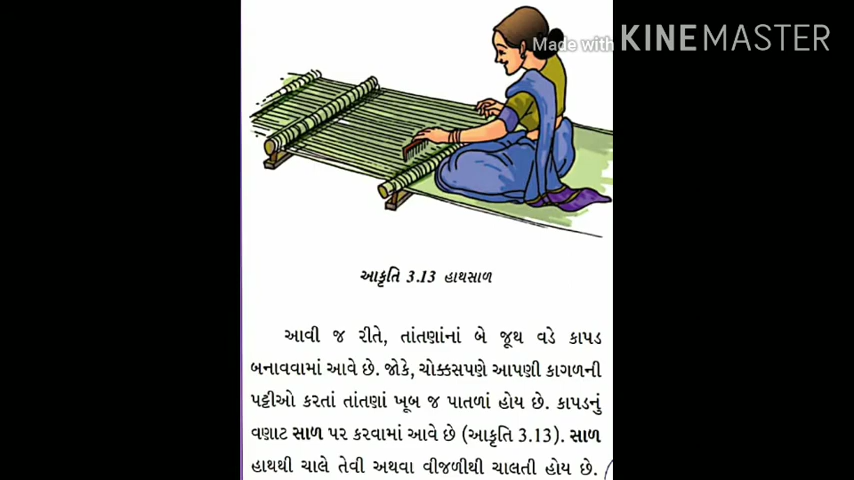 Made with KINEMASTER
આકૃતિ 3.13 હાથસાળ
આવી જ રીતે, તાંતણાંનાં બે જૂથ વડે કાપડ
બનાવવામાં આવે છે. જોકે, ચોક્કસપણે આપણી કાગળની
પટ્ટીઓ કરતાં તાંતણાં ખૂબ જ પાતળાં હોય છે. કાપડનું
વણાટ સાળ પર કરવામાં આવે છે (આકૃતિ 3.13). સાળ
હાથથી ચાલે તેવી અથવા વીજળીથી ચાલતી હોય છે.